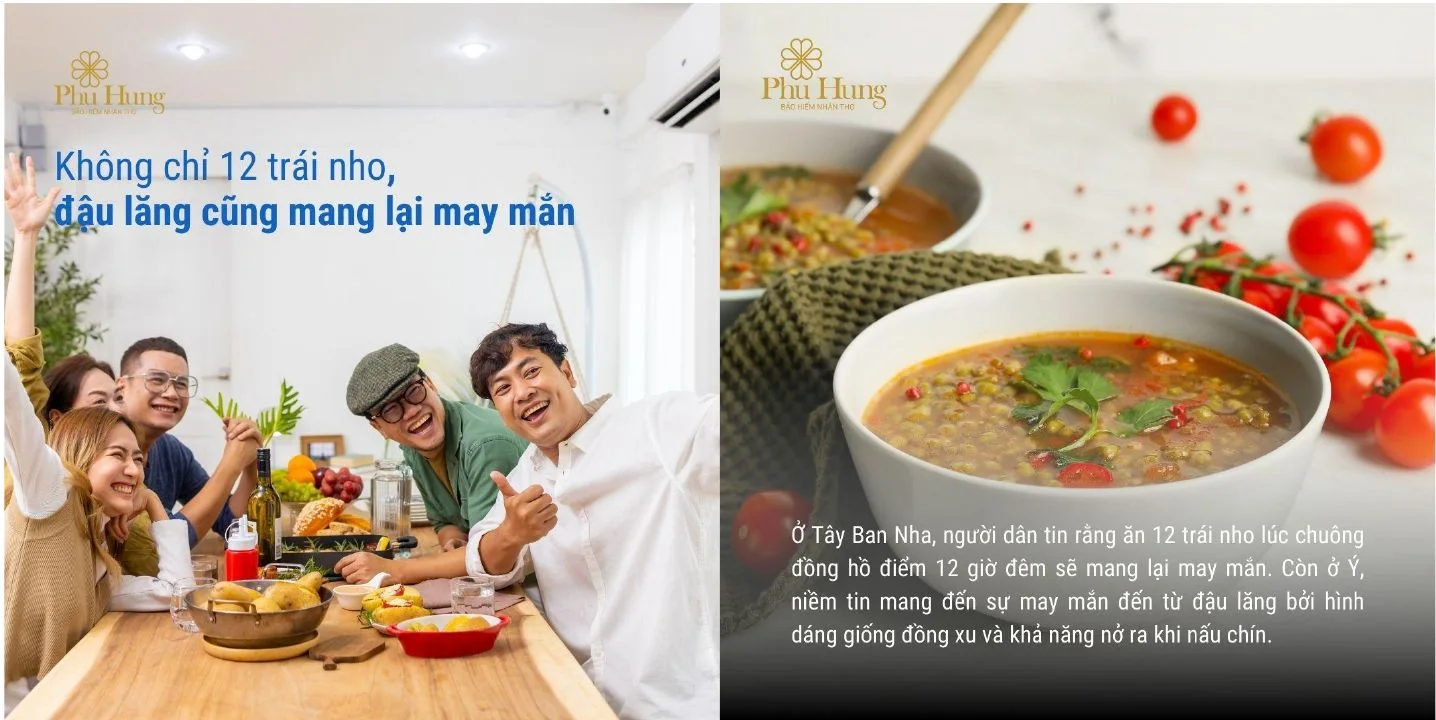 Phu Hung
BẢO HIỂM NHÂN THỌ
Không chỉ 12 trái nho,
đậu lăng cũng mang lại may mắn
Phu Hung
BẢO HIỂM NHÂN THỌ
Ở Tây Ban Nha, người dân tin rằng ăn 12 trái nho lúc chuông
đồng hồ điểm 12 giờ đêm sẽ mang lại may mắn. Còn ở Ý,
niềm tin mang đến sự may mắn đến từ đậu lăng bởi hình
dáng giống đồng xu và khả năng nở ra khi nấu chín.